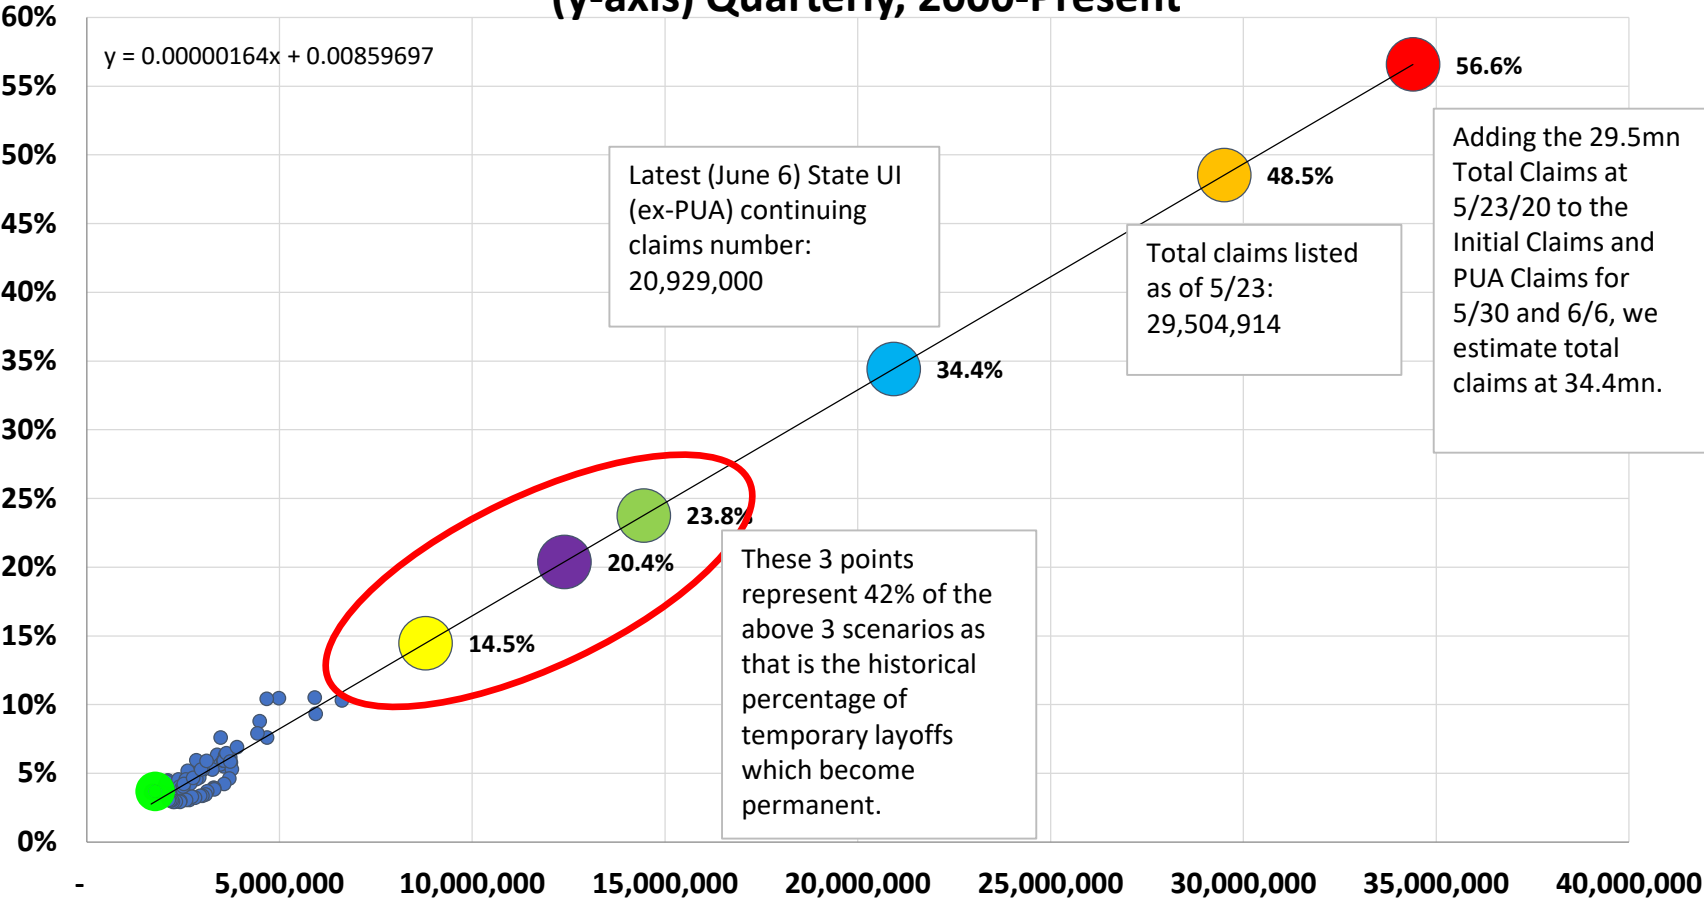 (y-axis) Quarterly, 2000-Present
60%
y = 0.00000164x + 0.00859697
56.6%
55%
Adding the 29.5mn
Total Claims at
5/23/20 to the
Initial Claims and
PUA Claims for
5/30 and 6/6, we
estimate total
claims at 34.4mn.
50%
Latest (June 6) State UI
(ex-PUA) continuing
claims number:
20,929,000
48.5%
45%
Total claims listed
as of 5/23:
29,504,914
40%
35%
34.4%
30%
25%
23.8%
20%
20.4%
These 3 points
represent 42% of the
above 3 scenarios as
that is the historical
percentage of
temporary layoffs
which become
permanent.
15%
14.5%
10%
5%
0%
- 5,000,000 10,000,000 15,000,000 20,000,000 25,000,000 30,000,000 35,000,000 40,000,000